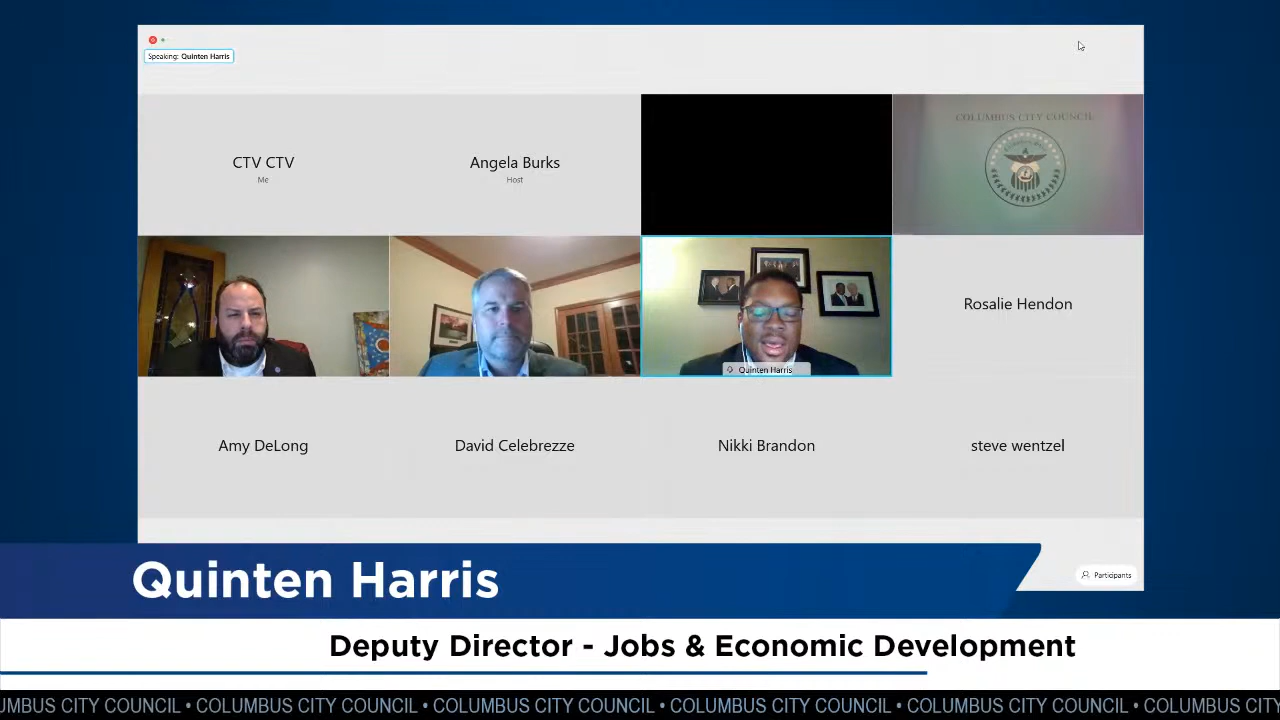 Speaking: Quinten Harris
CTV CTV
Me
Angela Burks
Host
COLUMBUS CITY COUNCIL
Quinten Harris
Rosalie Hendon
Amy DeLong
David Celebrezze
Nikki Brandon
steve wentzel
Participants
Quinten Harris
Deputy Director - Jobs & Economic Development
UMBUS CITY COUNCIL • COLUMBUS CITY COUNCIL • COLUMBUS CITY COUNCIL • COLUMBUS CITY COUNCIL • COLUMBUS CITY COUNCIL • COLUMBUS CITY